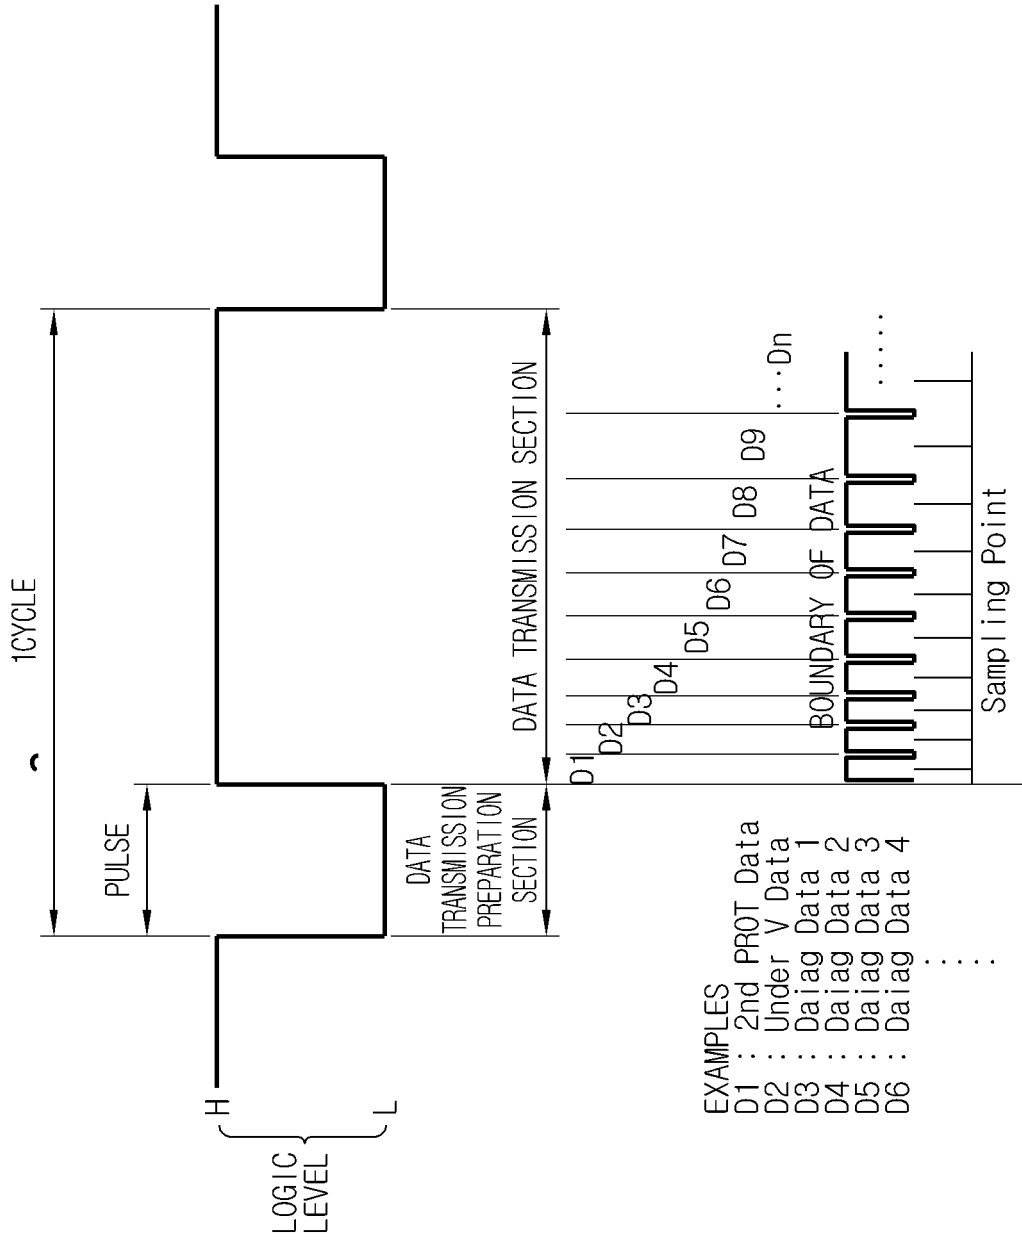 1CYCLE
PULSE
H
L
LOGIC
LEVEL
DATA
TRANSMISSION
PREPARATION
SECTION
DATA TRANSMISSION SECTION
D1
D2
D3
D4
D5
D6
D7
D8
D9
...Dn
BOUNDARY OF DATA
......
Sampling Point
EXAMPLES
D1 : 2nd PROT Data
D2 : Under V Data
D3 : Daiag Data 1
D4 : Daiag Data 2
D5 : Daiag Data 3
D6 : Daiag Data 4